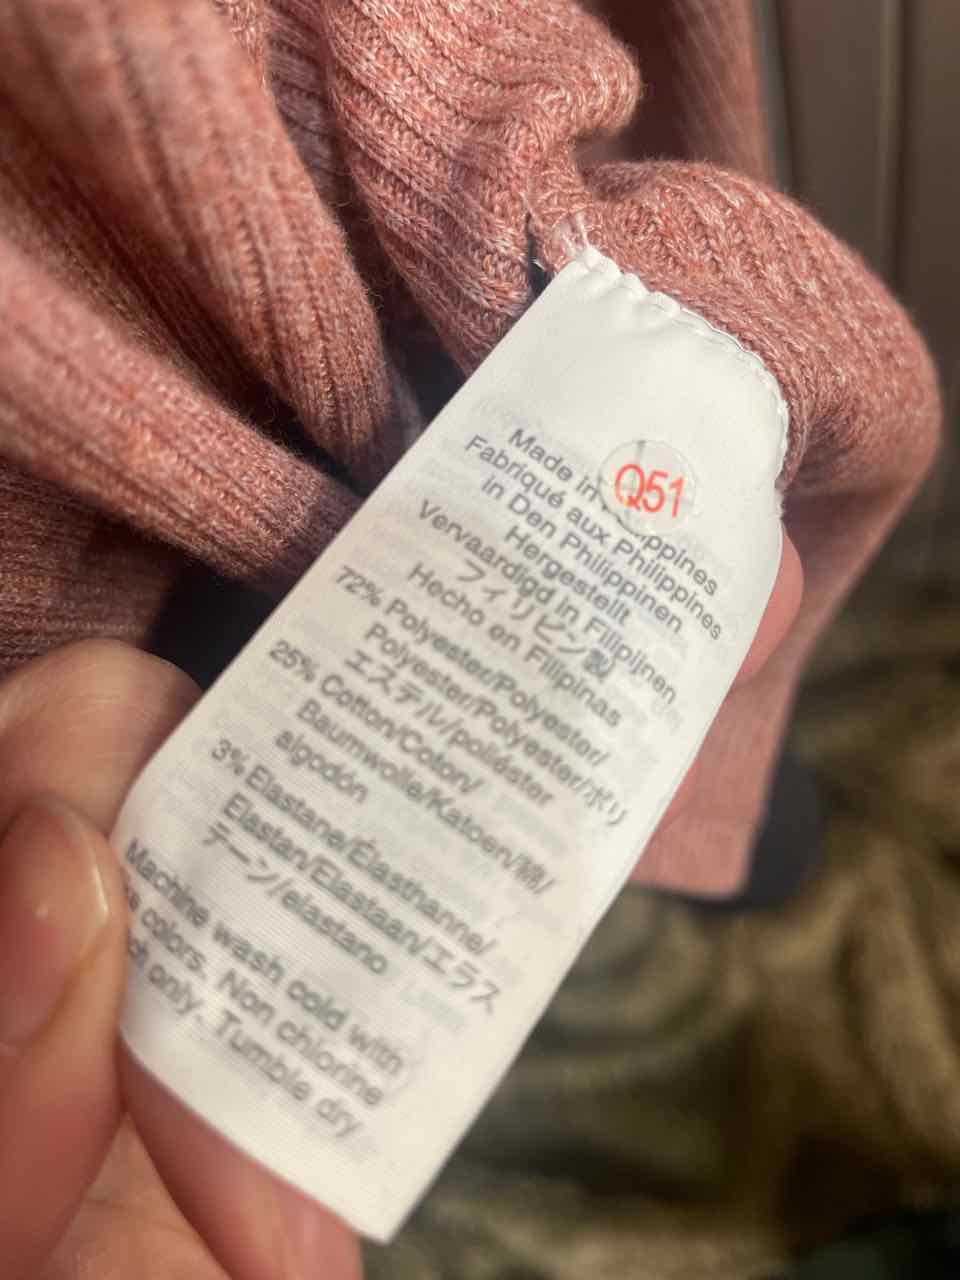 Made in
Q51
Fabriqué aux Philippines
in Den Philippinen
Hergestellt
Vervaardigd in Filipijnen
フィリピン製
Hecho en Filipinas
72% Polyester/Polyester/
Polyester/Polyester/ポリ
エステル/poliéster
25% Cotton/Coton/
Baumwolle/Katoen/綿/
algodón
3% Elastane/Élasthanne/
Elastan/Elastaan/エラス
テーン/elastano
Machine wash cold with
colors. Non chlorine
only. Tumble dry